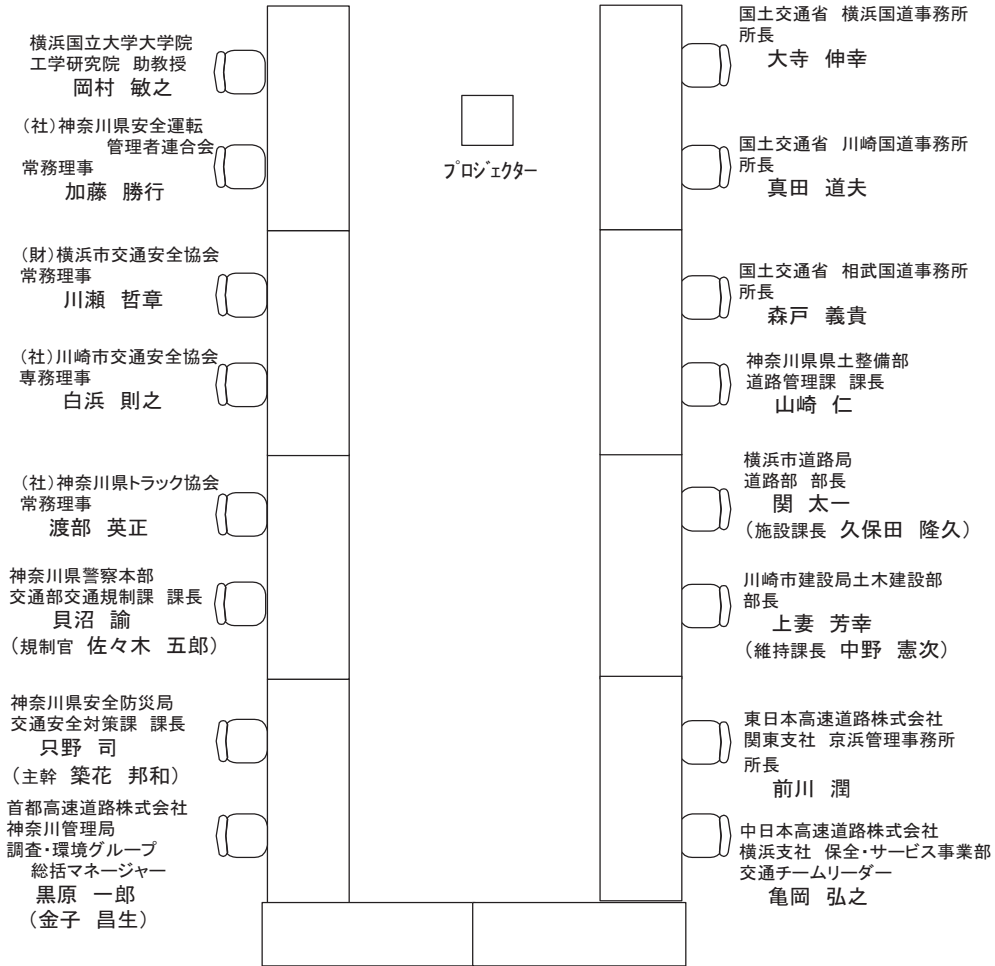 横浜国立大学大学院
工学研究院 助教授
岡村 敏之
(社)神奈川県安全運転
管理者連合会
常務理事
加藤 勝行
(財)横浜市交通安全協会
常務理事
川瀬 哲章
(社)川崎市交通安全協会
専務理事
白浜 則之
(社)神奈川県トラック協会
常務理事
渡部 英正
神奈川県警察本部
交通部交通規制課 課長
貝沼 諭
(規制官 佐々木 五郎)
神奈川県安全防災局
交通安全対策課 課長
只野 司
(主幹 築花 邦和)
首都高速道路株式会社
神奈川管理局
調査・環境グループ
総括マネージャー
黒原 一郎
(金子 昌生)
プロジェクター
国土交通省 横浜国道事務所
所長
大寺 伸幸
国土交通省 川崎国道事務所
所長
真田 道夫
国土交通省 相武国道事務所
所長
森戸 義貴
神奈川県県土整備部
道路管理課 課長
山崎 仁
横浜市道路局
道路部 部長
関 太一
(施設課長 久保田 隆久)
川崎市建設局土木建設部
部長
上妻 芳幸
(維持課長 中野 憲次)
東日本高速道路株式会社
関東支社 京浜管理事務所
所長
前川 潤
中日本高速道路株式会社
横浜支社 保全・サービス事業部
交通チームリーダー
亀岡 弘之